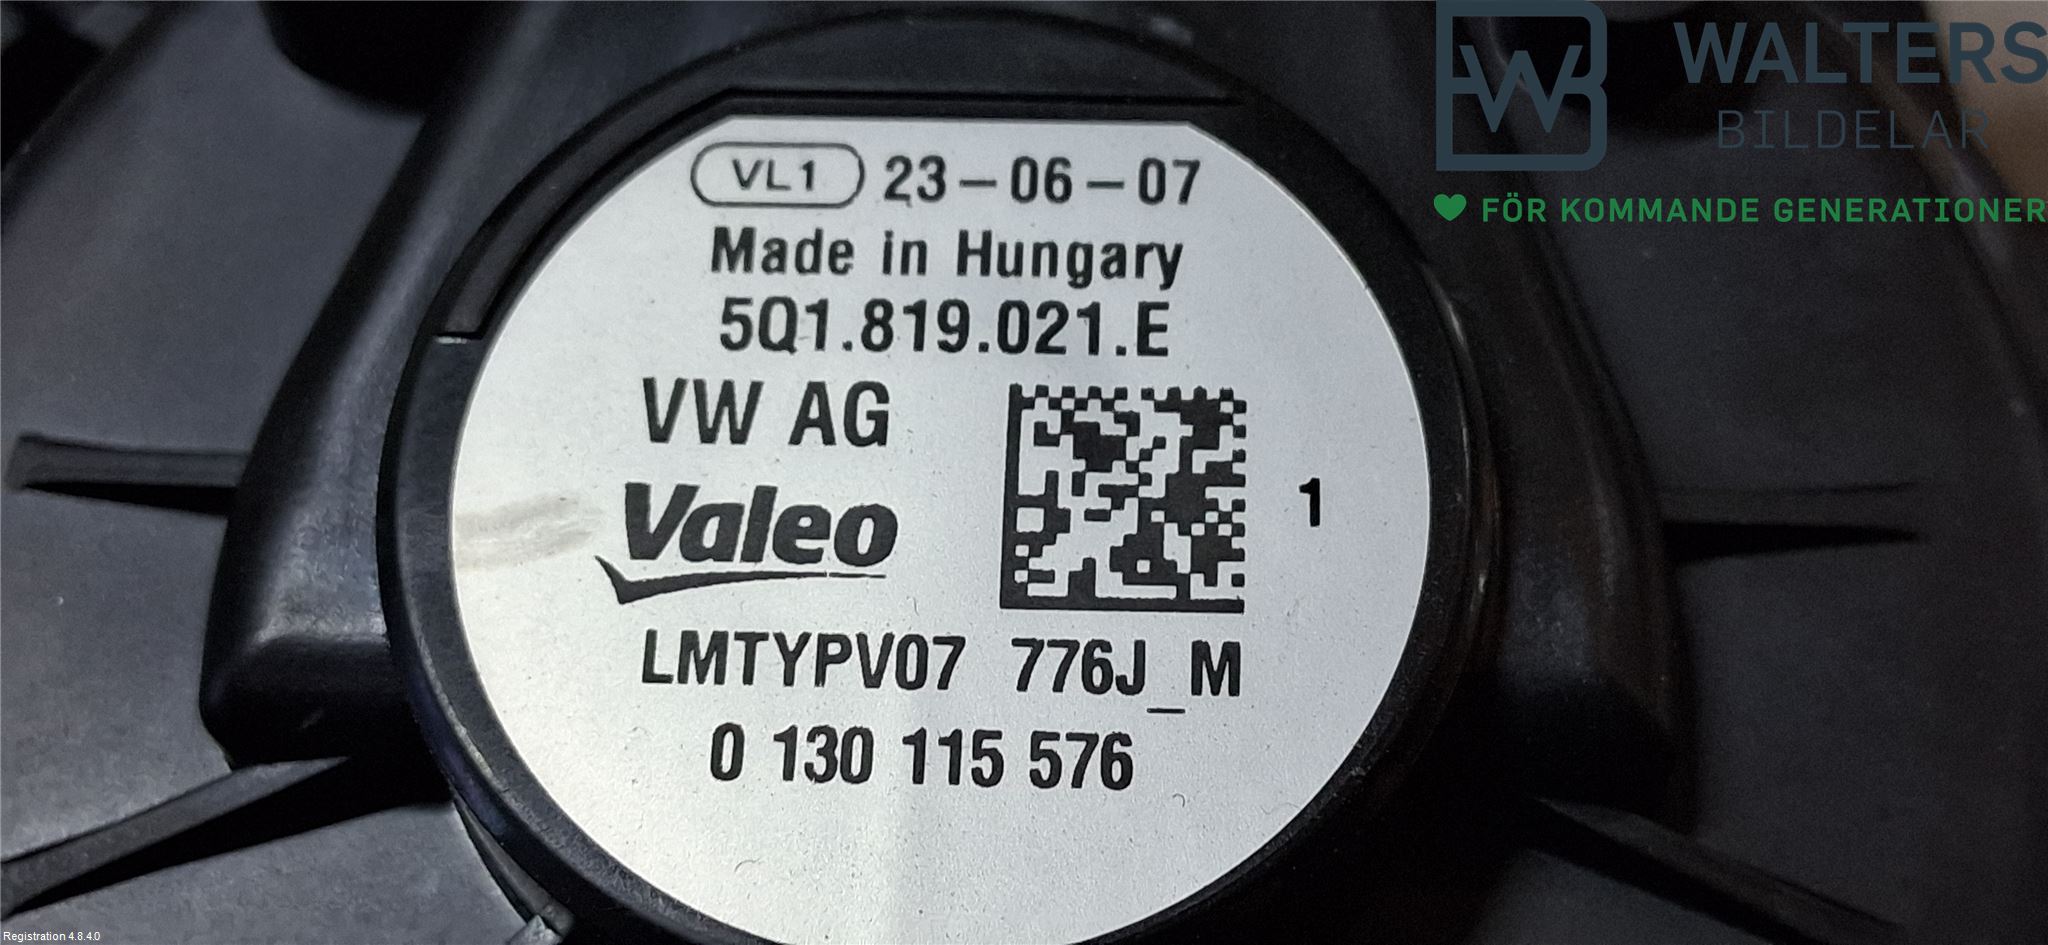 WALTERS
BILDELAR
FÖR KOMMANDE GENERATIONER
VL1 23-06-07
Made in Hungary
5Q1.819.021.E
VW AG
Valeo
1
LMTYPV07 776J_M
0 130 115 576
Registration 4.8.4.0